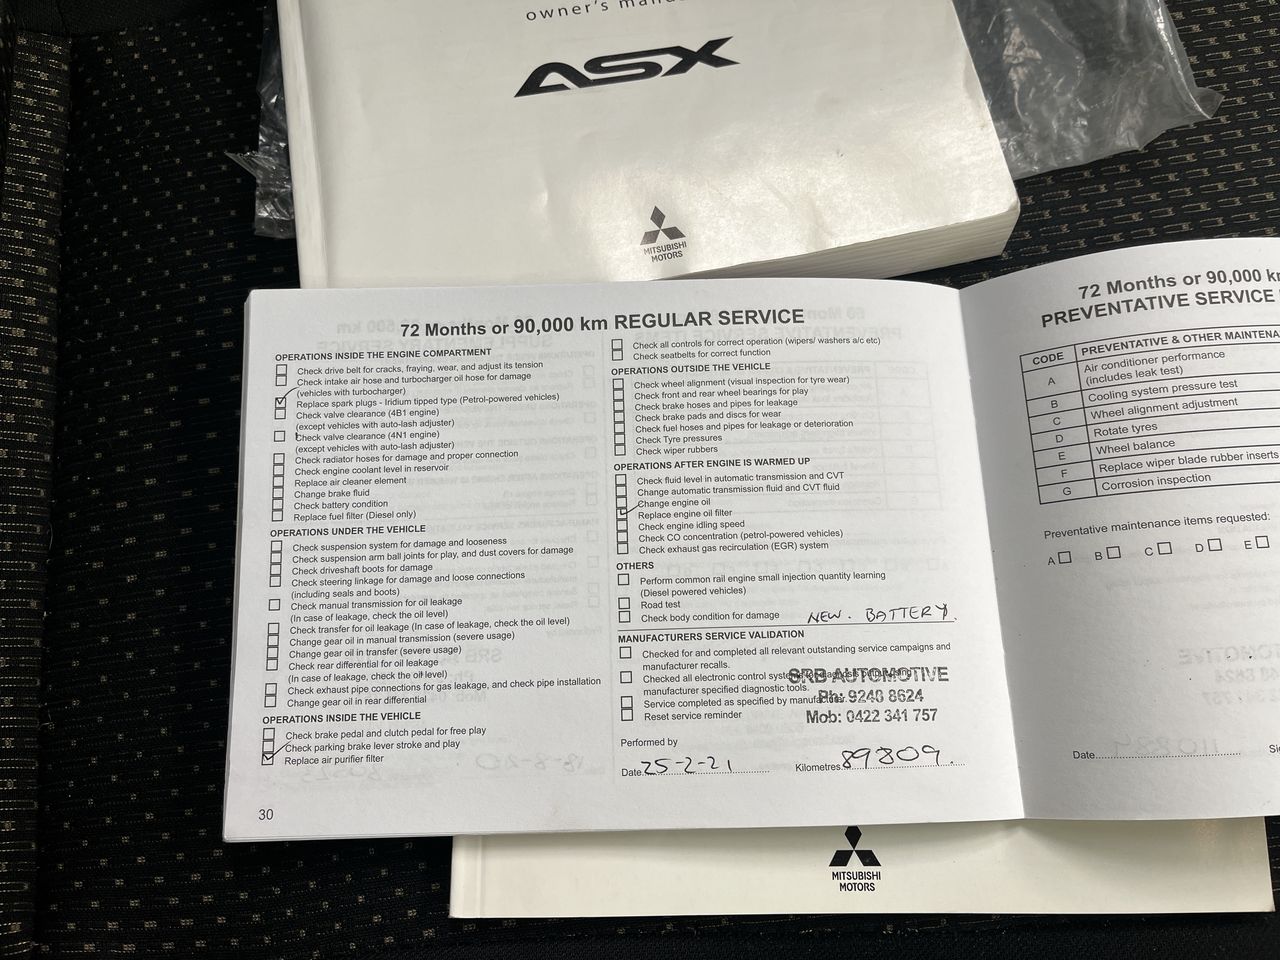 owner's manu
ASX
MITSUBISHI
MOTORS
72 Months or 90,000 km REGULAR SERVICE
OPERATIONS INSIDE THE ENGINE COMPARTMENT
Check drive belt for cracks, fraying, wear, and adjust its tension
Check intake air hose and turbocharger oil hose for damage
(vehicles with turbocharger)
Replace spark plugs - Iridium tipped type (Petrol-powered vehicles)
Check valve clearance (4B1 engine)
(except vehicles with auto-lash adjuster)
Check valve clearance (4N1 engine)
(except vehicles with auto-lash adjuster)
Check radiator hoses for damage and proper connection
Check engine coolant level in reservoir
Replace air cleaner element
Change brake fluid
Check battery condition
Replace fuel filter (Diesel only)
OPERATIONS UNDER THE VEHICLE
Check suspension system for damage and looseness
Check suspension arm ball joints for play, and dust covers for damage
Check driveshaft boots for damage
Check steering linkage for damage and loose connections
(including seals and boots)
Check manual transmission for oil leakage
(In case of leakage, check the oil level)
Check transfer for oil leakage (In case of leakage, check the oil level)
Change gear oil in manual transmission (severe usage)
Change gear oil in transfer (severe usage)
Check rear differential for oil leakage
(In case of leakage, check the oil level)
Check exhaust pipe connections for gas leakage, and check pipe installation
Change gear oil in rear differential
OPERATIONS INSIDE THE VEHICLE
Check brake pedal and clutch pedal for free play
Check parking brake lever stroke and play
Replace air purifier filter
30
Check all controls for correct operation (wipers/ washers a/c etc)
Check seatbelts for correct function
OPERATIONS OUTSIDE THE VEHICLE
Check wheel alignment (visual inspection for tyre wear)
Check front and rear wheel bearings for play
Check brake hoses and pipes for leakage
Check brake pads and discs for wear
Check fuel hoses and pipes for leakage or deterioration
Check Tyre pressures
Check wiper rubbers
OPERATIONS AFTER ENGINE IS WARMED UP
Check fluid level in automatic transmission and CVT
Change automatic transmission fluid and CVT fluid
Change engine oil
Replace engine oil filter
Check engine idling speed
Check CO concentration (petrol-powered vehicles)
Check exhaust gas recirculation (EGR) system
OTHERS
Perform common rail engine small injection quantity learning
(Diesel powered vehicles)
Road test
Check body condition for damage NEW. BATTERY.
MANUFACTURERS SERVICE VALIDATION
Checked for and completed all relevant outstanding service campaigns and
manufacturer recalls.
Checked all electronic control systems
manufacturer specified diagnostic tools.
Service completed as specified by manufacturer.
Reset service reminder
SRB AUTOMOTIVE
Ph: 9248 8624
Mob: 0422 341 757
Performed by
Date 25-2-21 Kilometres 89809.
72 Months or 90,000 km
PREVENTATIVE SERVICE
CODE PREVENTATIVE & OTHER MAINTENA
A Air conditioner performance
(includes leak test)
B Cooling system pressure test
C Wheel alignment adjustment
D Rotate tyres
E Wheel balance
F Replace wiper blade rubber inserts
G Corrosion inspection
Preventative maintenance items requested:
A B C D E
Date
MITSUBISHI
MOTORS